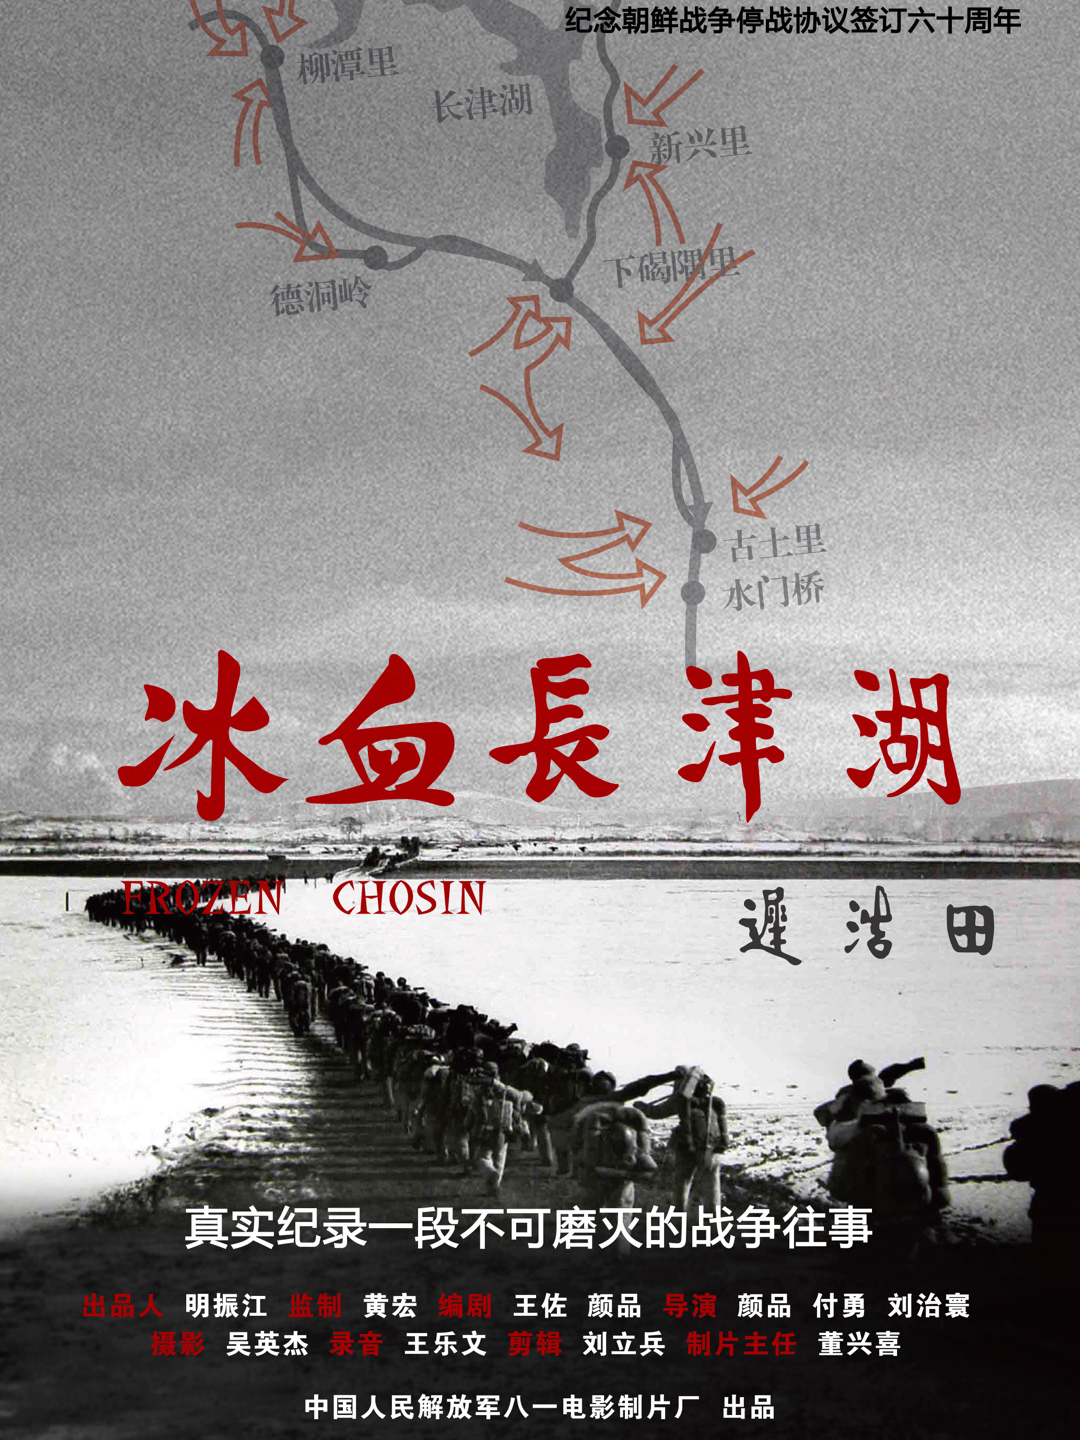 纪念朝鲜战争停战协议签订六十周年
柳潭里
长津湖
新兴里
下碣隅里
德洞岭
古土里
水门桥
冰血長津湖
FROZEN CHOSIN
遲浩田
真实纪录一段不可磨灭的战争往事
出品人 明振江 监制 黄宏 编剧 王佐 颜品 导演 颜品 付勇 刘治寰
摄影 吴英杰 录音 王乐文 剪辑 刘立兵 制片主任 董兴喜
中国人民解放军八一电影制片厂 出品